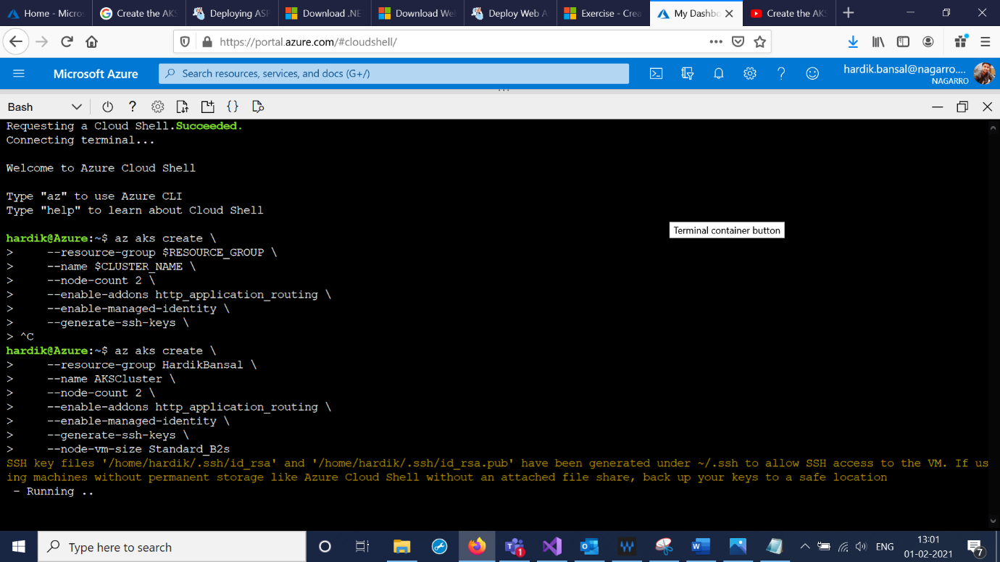 Home - Micros
Create the AKS
Deploying ASP
Download .NE
Download We
Deploy Web A
Exercise - Crea
My Dashbo
Create the AKS
https://portal.azure.com/#cloudshell/
Microsoft Azure
Search resources, services, and docs (G+/)
hardik.bansal@nagarro....
NAGARRO
Bash
Requesting a Cloud Shell.Succeeded.
Connecting terminal...
Welcome to Azure Cloud Shell
Type "az" to use Azure CLI
Type "help" to learn about Cloud Shell
Terminal container button
hardik@Azure:~$ az aks create \
>     --resource-group $RESOURCE_GROUP \
>     --name $CLUSTER_NAME \
>     --node-count 2 \
>     --enable-addons http_application_routing \
>     --enable-managed-identity \
>     --generate-ssh-keys \
> ^C
hardik@Azure:~$ az aks create \
>     --resource-group HardikBansal \
>     --name AKSCluster \
>     --node-count 2 \
>     --enable-addons http_application_routing \
>     --enable-managed-identity \
>     --generate-ssh-keys \
>     --node-vm-size Standard_B2s
SSH key files '/home/hardik/.ssh/id_rsa' and '/home/hardik/.ssh/id_rsa.pub' have been generated under ~/.ssh to allow SSH access to the VM. If us
ing machines without permanent storage like Azure Cloud Shell without an attached file share, back up your keys to a safe location
- Running ..
Type here to search
1
ENG
13:01
01-02-2021
7